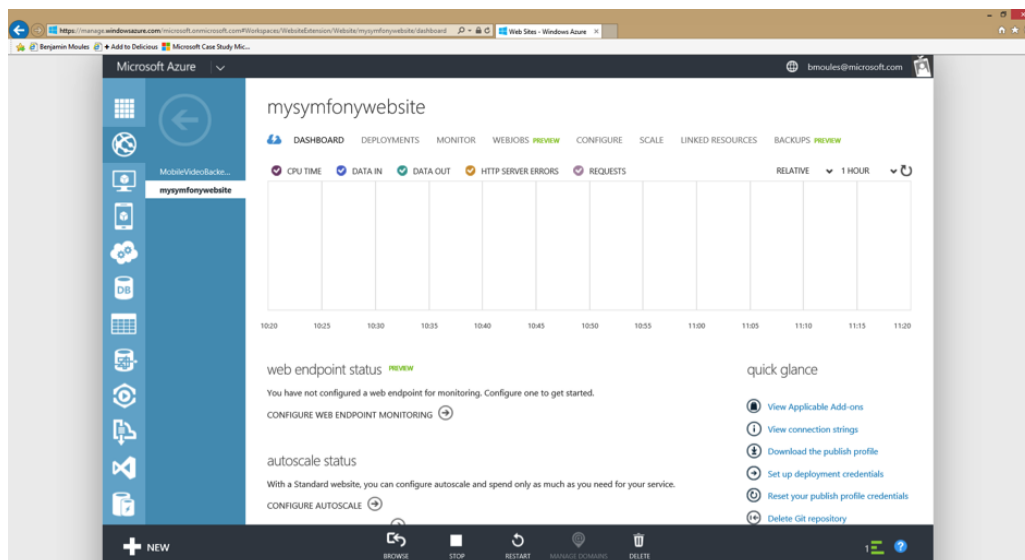 https://manage.windowsazure.com/microsoft.onmicrosoft.com#Workspaces/WebsiteExtension/Website/mysymfonywebsite/dashboard
Web Sites - Windows Azure
Benjamin Moules
Add to Delicious
Microsoft Case Study Mic...
Microsoft Azure
bmoules@microsoft.com
mysymfonywebsite
DASHBOARD DEPLOYMENTS MONITOR WEBJOBS PREVIEW CONFIGURE SCALE LINKED RESOURCES BACKUPS PREVIEW
MobileVideoBacke...
mysymfonywebsite
CPU TIME DATA IN DATA OUT HTTP SERVER ERRORS REQUESTS RELATIVE 1 HOUR
DB
10:20 10:25 10:30 10:35 10:40 10:45 10:50 10:55 11:00 11:05 11:10 11:15 11:20
web endpoint status PREVIEW
You have not configured a web endpoint for monitoring. Configure one to get started.
CONFIGURE WEB ENDPOINT MONITORING
autoscale status
With a Standard website, you can configure autoscale and spend only as much as you need for your service.
CONFIGURE AUTOSCALE
quick glance
View Applicable Add-ons
View connection strings
Download the publish profile
Set up deployment credentials
Reset your publish profile credentials
Delete Git repository
NEW
BROWSE STOP RESTART MANAGE DOMAINS DELETE
1
?